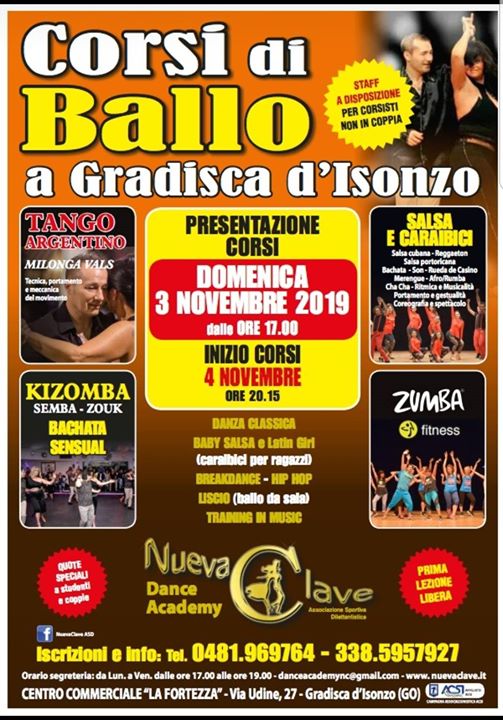 Corsi di
Ballo
a Gradisca d'Isonzo
STAFF
A DISPOSIZIONE
PER CORSISTI
NON IN COPPIA
TANGO
ARGENTINO
MILONGA VALS
Tecnica, portamento
e meccanica
del movimento
PRESENTAZIONE
CORSI
DOMENICA
3 NOVEMBRE 2019
dalle ORE 17.00
INIZIO CORSI
4 NOVEMBRE
ORE 20.15
SALSA
E CARAIBICI
Salsa cubana - Reggaeton
Salsa portoricana
Bachata - Son - Rueda de Casino
Merengue - Afro/Rumba
Cha Cha - Ritmica e Musicalità
Portamento e gestualità
Coreografia e spettacolo
KIZOMBA
SEMBA - ZOUK
BACHATA
SENSUAL
DANZA CLASSICA
BABY SALSA e Latin Girl
(caraibici per ragazzi)
BREAKDANCE - HIP HOP
LISCIO (ballo da sala)
TRAINING IN MUSIC
ZUMBA
fitness
QUOTE
SPECIALI
a studenti
e coppie
Nueva Clave
Dance
Academy
Associazione Sportiva
Dilettantistica
PRIMA
LEZIONE
LIBERA
NuevaClave ASD
Iscrizioni e info: Tel. 0481.969764 - 338.5957927
Orario segreteria: da Lun. a Ven. dalle ore 17.00 alle ore 19.00 - danceacademync@gmail.com - www.nuevaclave.it
CENTRO COMMERCIALE "LA FORTEZZA" - Via Udine, 27 - Gradisca d'Isonzo (GO)
ACSI